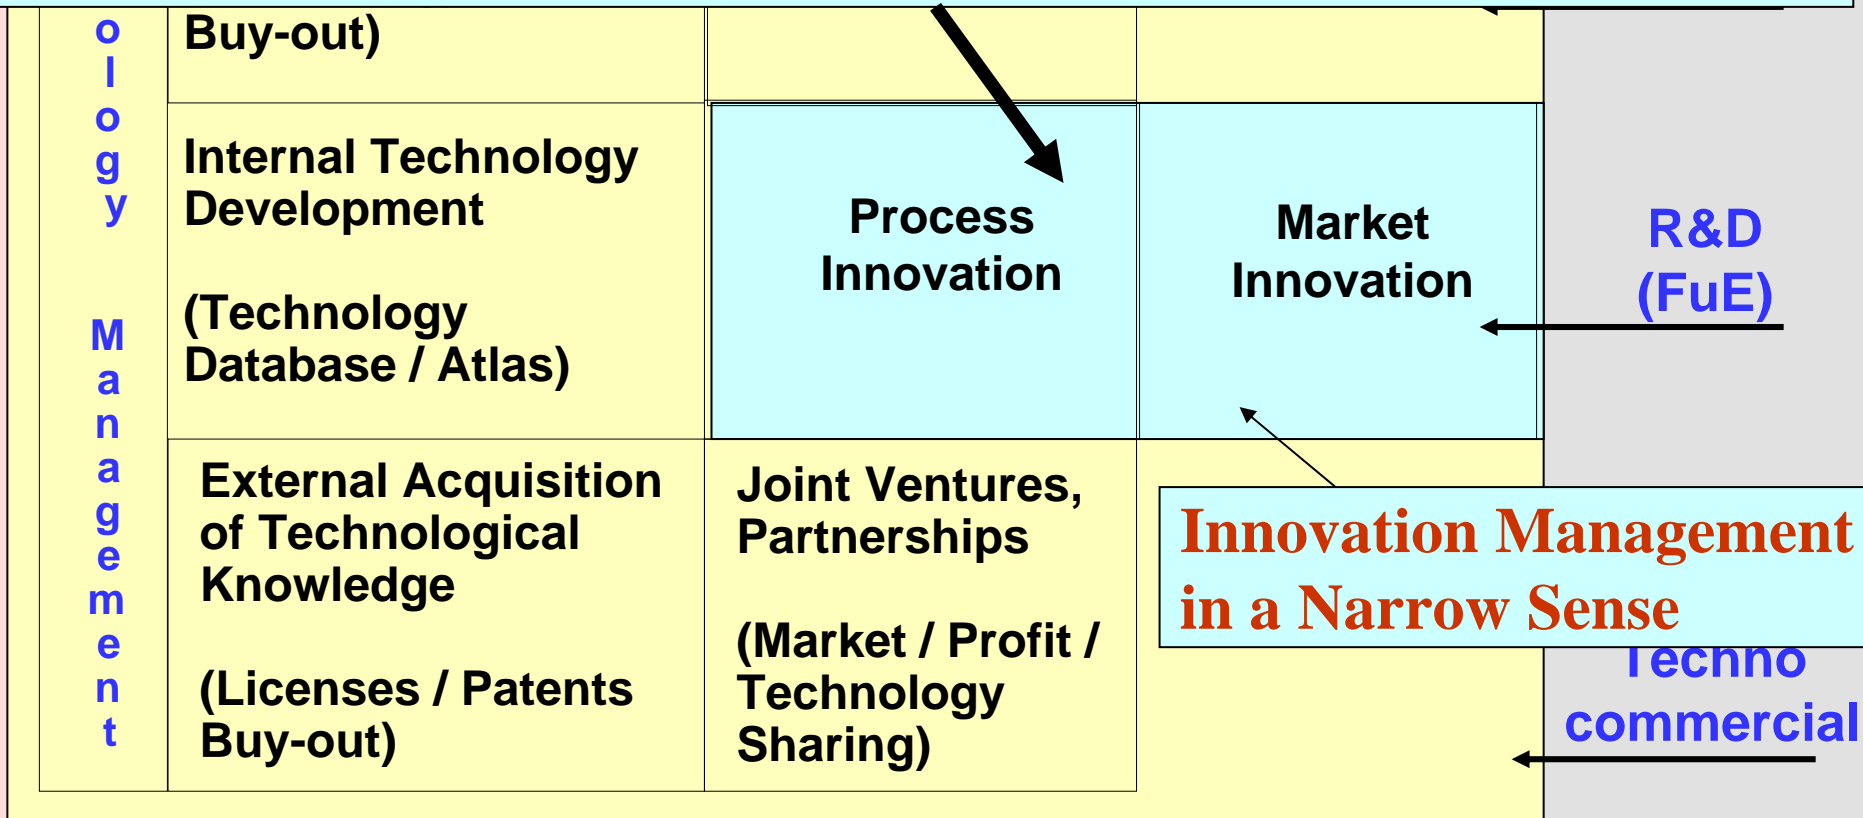 o
l
o
g
y
M
a
n
a
g
e
m
e
n
t
Buy-out)
Internal Technology
Development
(Technology
Database / Atlas)
Process
Innovation
Market
Innovation
R&D
(FuE)
External Acquisition
of Technological
Knowledge
(Licenses / Patents
Buy-out)
Joint Ventures,
Partnerships
(Market / Profit /
Technology
Sharing)
Innovation Management
in a Narrow Sense
Techno
commercial